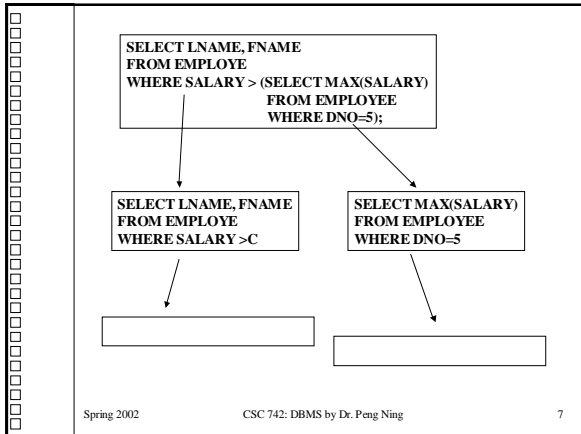 SELECT LNAME, FNAME
FROM EMPLOYE
WHERE SALARY > (SELECT MAX(SALARY)
FROM EMPLOYEE
WHERE DNO=5);
SELECT LNAME, FNAME
FROM EMPLOYE
WHERE SALARY >C
SELECT MAX(SALARY)
FROM EMPLOYEE
WHERE DNO=5
Spring 2002
CSC 742: DBMS by Dr. Peng Ning
7